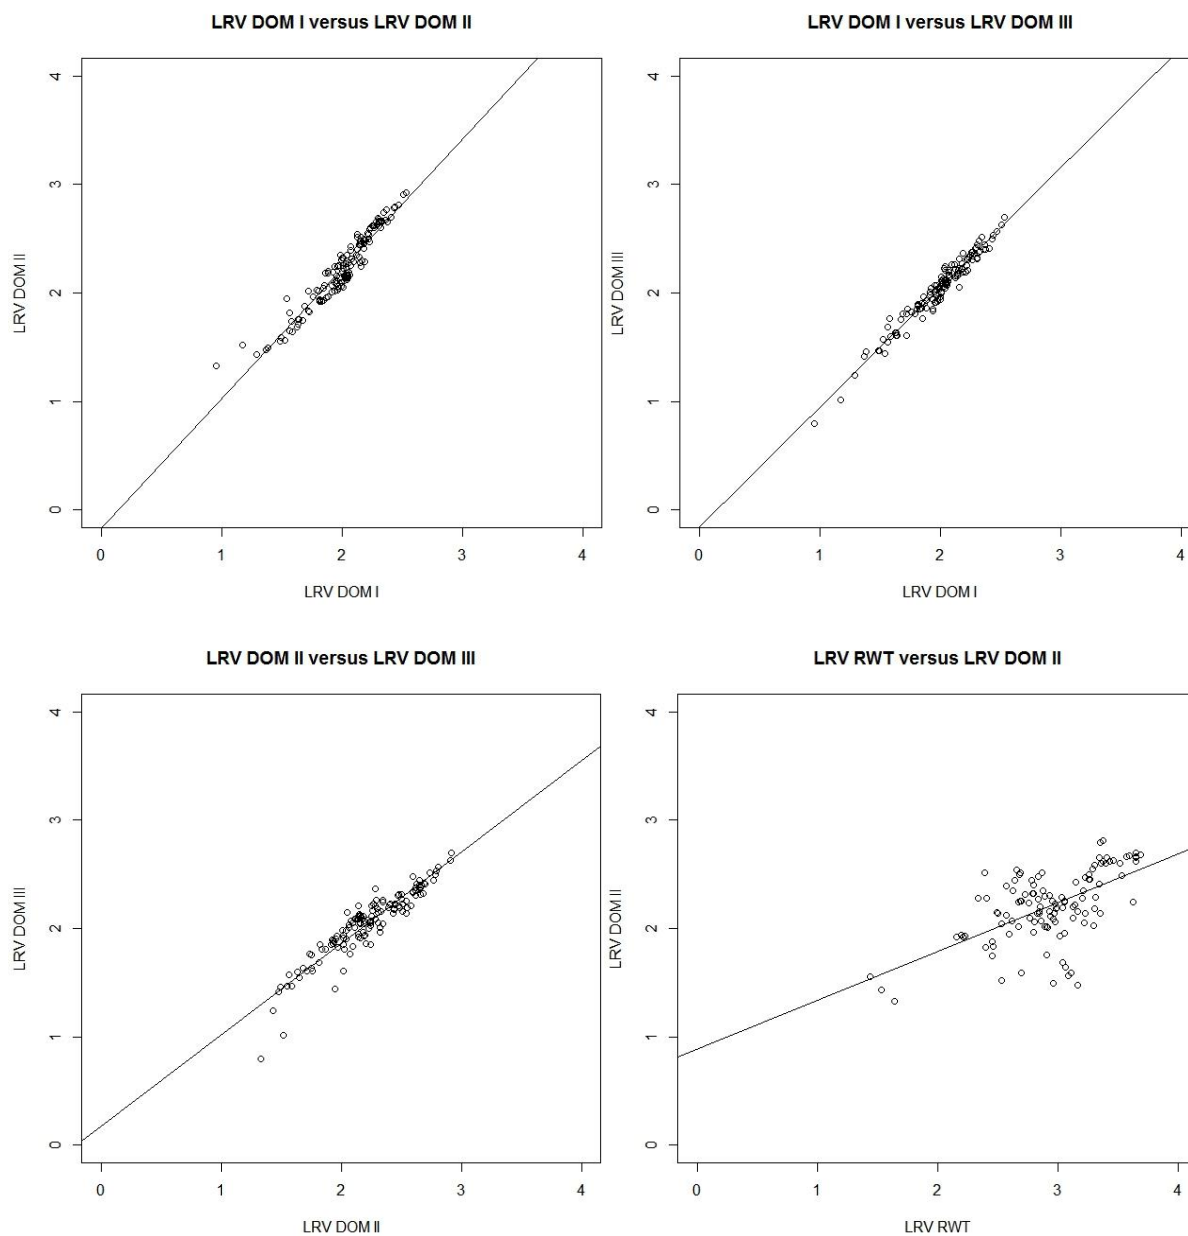 LRV DOM I versus LRV DOM II
4
3
2
1
0
LRV DOM II
0 1 2 3 4
LRV DOM I
LRV DOM I versus LRV DOM III
4
3
2
1
0
LRV DOM III
0 1 2 3 4
LRV DOM I
LRV DOM II versus LRV DOM III
4
3
2
1
0
LRV DOM III
0 1 2 3 4
LRV DOM II
LRV RWT versus LRV DOM II
4
3
2
1
0
LRV DOM II
0 1 2 3 4
LRV RWT